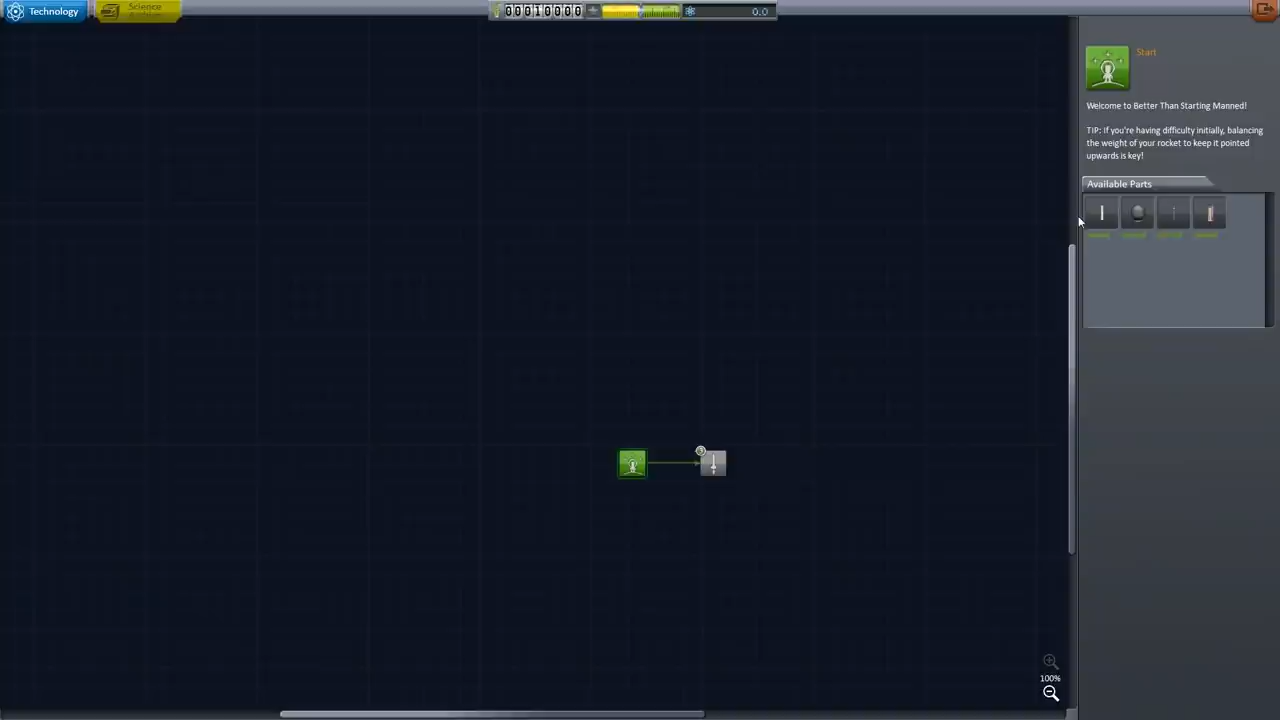 Technology
Science
Archives
00010000
0.0
Start
Welcome to Better Than Starting Manned!
TIP: If you're having difficulty initially, balancing
the weight of your rocket to keep it pointed
upwards is key!
Available Parts
100%